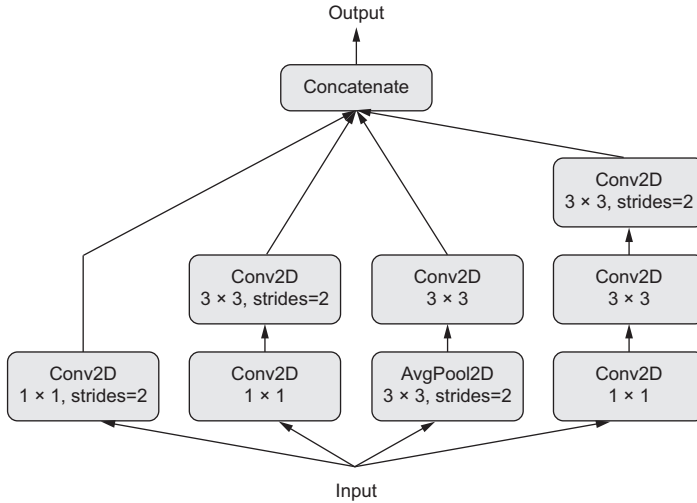 Output
Concatenate
Conv2D
3 × 3, strides=2
Conv2D
3 × 3, strides=2
Conv2D
3 × 3
Conv2D
3 × 3
Conv2D
1 × 1, strides=2
Conv2D
1 × 1
AvgPool2D
3 × 3, strides=2
Conv2D
1 × 1
Input